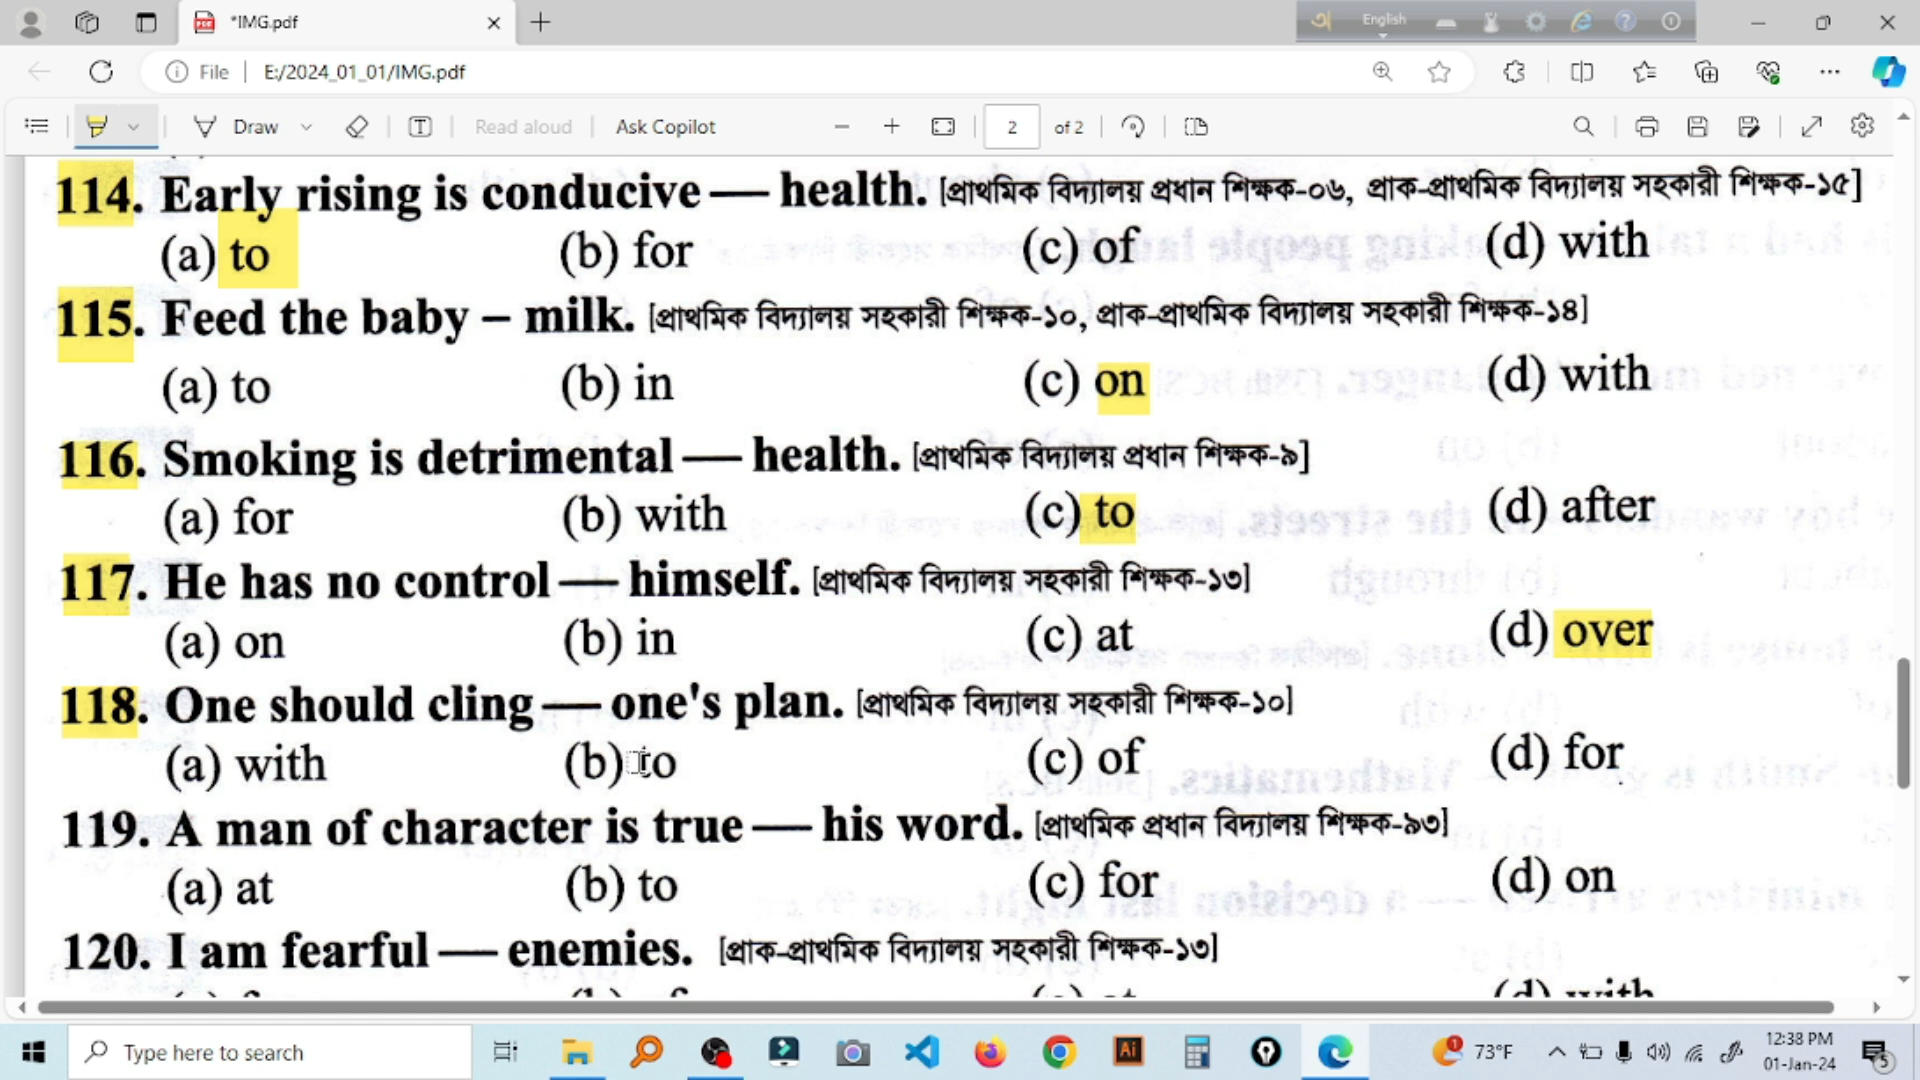 *IMG.pdf
English
File
E:/2024_01_01/IMG.pdf
Draw
Read aloud
Ask Copilot
2
of 2
114. Early rising is conducive — health. [প্রাথমিক বিদ্যালয় প্রধান শিক্ষক-০৬, প্রাক-প্রাথমিক বিদ্যালয় সহকারী শিক্ষক-১৫]
(a) to (b) for (c) of (d) with
115. Feed the baby – milk. [প্রাথমিক বিদ্যালয় সহকারী শিক্ষক-১০, প্রাক-প্রাথমিক বিদ্যালয় সহকারী শিক্ষক-১৪]
(a) to (b) in (c) on (d) with
116. Smoking is detrimental — health. [প্রাথমিক বিদ্যালয় প্রধান শিক্ষক-৯]
(a) for (b) with (c) to (d) after
117. He has no control — himself. [প্রাথমিক বিদ্যালয় সহকারী শিক্ষক-১৩]
(a) on (b) in (c) at (d) over
118. One should cling — one's plan. [প্রাথমিক বিদ্যালয় সহকারী শিক্ষক-১০]
(a) with (b) to (c) of (d) for
119. A man of character is true — his word. [প্রাথমিক প্রধান বিদ্যালয় শিক্ষক-৯৩]
(a) at (b) to (c) for (d) on
120. I am fearful — enemies. [প্রাক-প্রাথমিক বিদ্যালয় সহকারী শিক্ষক-১৩]
(d) with
Type here to search
73°F
12:38 PM
01-Jan-24